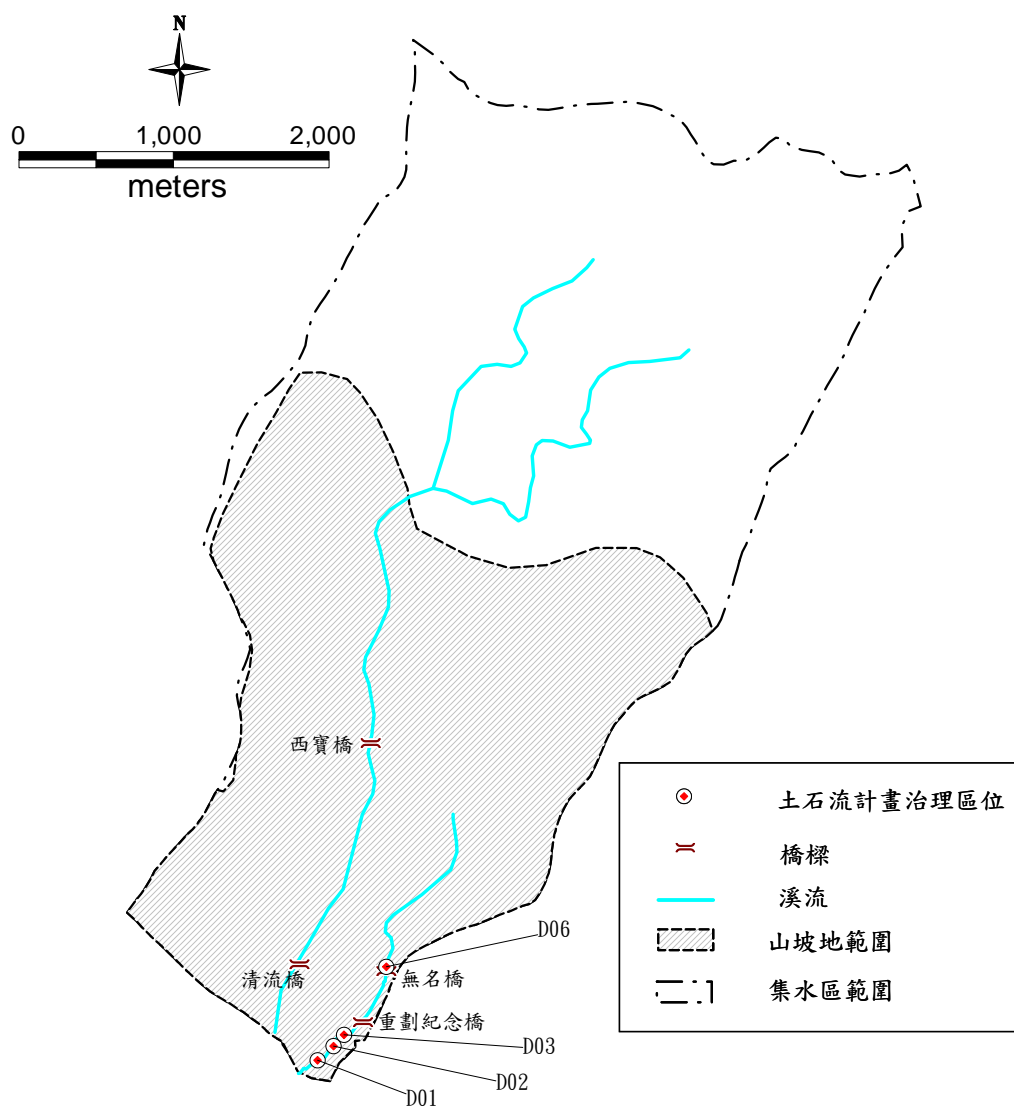 N
0 1,000 2,000
meters
西寶橋
清流橋
無名橋
重劃紀念橋
D06
D03
D02
D01
土石流計畫治理區位
橋樑
溪流
山坡地範圍
集水區範圍